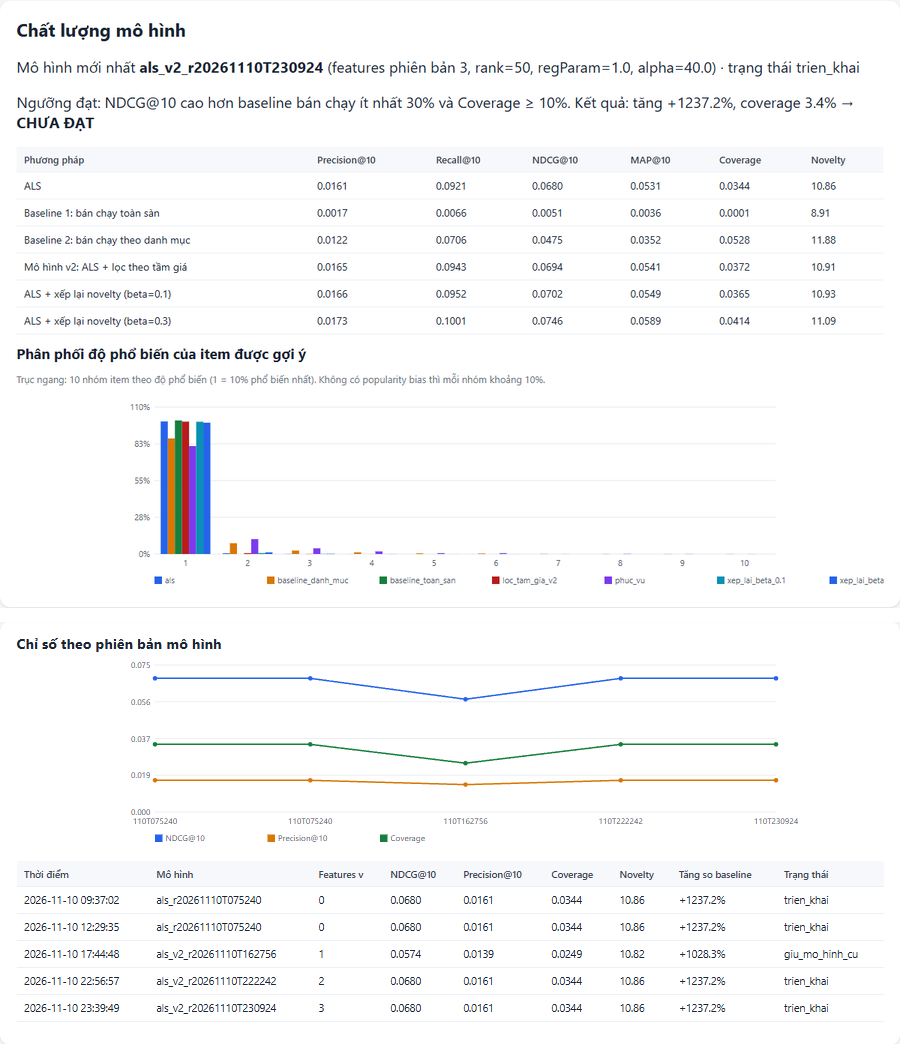 Chất lượng mô hình
Mô hình mới nhất als_v2_r20261110T230924 (features phiên bản 3, rank=50, regParam=1.0, alpha=40.0) · trạng thái trien_khai
Ngưỡng đạt: NDCG@10 cao hơn baseline bán chạy ít nhất 30% và Coverage ≥ 10%. Kết quả: tăng +1237.2%, coverage 3.4% →
CHƯA ĐẠT
Phương pháp Precision@10 Recall@10 NDCG@10 MAP@10 Coverage Novelty
ALS 0.0161 0.0921 0.0680 0.0531 0.0344 10.86
Baseline 1: bán chạy toàn sàn 0.0017 0.0066 0.0051 0.0036 0.0001 8.91
Baseline 2: bán chạy theo danh mục 0.0122 0.0706 0.0475 0.0352 0.0528 11.88
Mô hình v2: ALS + lọc theo tầm giá 0.0165 0.0943 0.0694 0.0541 0.0372 10.91
ALS + xếp lại novelty (beta=0.1) 0.0166 0.0952 0.0702 0.0549 0.0365 10.93
ALS + xếp lại novelty (beta=0.3) 0.0173 0.1001 0.0746 0.0589 0.0414 11.09
Phân phối độ phổ biến của item được gợi ý
Trục ngang: 10 nhóm item theo độ phổ biến (1 = 10% phổ biến nhất). Không có popularity bias thì mỗi nhóm khoảng 10%.
110%
83%
55%
28%
0%
1 2 3 4 5 6 7 8 9 10
als baseline_danh_muc baseline_toan_san loc_tam_gia_v2 phuc_vu xep_lai_beta_0.1 xep_lai_beta
Chỉ số theo phiên bản mô hình
0.075
0.056
0.037
0.019
0.000
110T075240 110T075240 110T162756 110T222242 110T230924
NDCG@10 Precision@10 Coverage
Thời điểm Mô hình Features v NDCG@10 Precision@10 Coverage Novelty Tăng so baseline Trạng thái
2026-11-10 09:37:02 als_r20261110T075240 0 0.0680 0.0161 0.0344 10.86 +1237.2% trien_khai
2026-11-10 12:29:35 als_r20261110T075240 0 0.0680 0.0161 0.0344 10.86 +1237.2% trien_khai
2026-11-10 17:44:48 als_v2_r20261110T162756 1 0.0574 0.0139 0.0249 10.82 +1028.3% giu_mo_hinh_cu
2026-11-10 22:56:57 als_v2_r20261110T222242 2 0.0680 0.0161 0.0344 10.86 +1237.2% trien_khai
2026-11-10 23:39:49 als_v2_r20261110T230924 3 0.0680 0.0161 0.0344 10.86 +1237.2% trien_khai